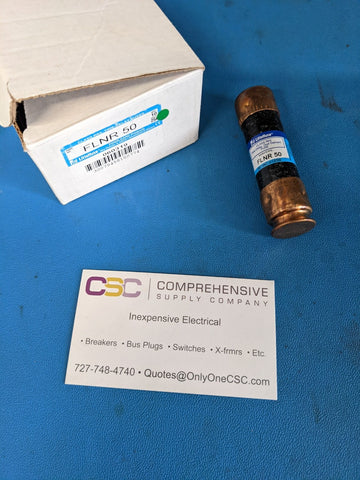 FLNR 50
Littelfuse
FLNR 50
CSC
COMPREHENSIVE
SUPPLY COMPANY
Inexpensive Electrical
• Breakers • Bus Plugs • Switches • X-frmrs • Etc.
727-748-4740 • Quotes@OnlyOneCSC.com